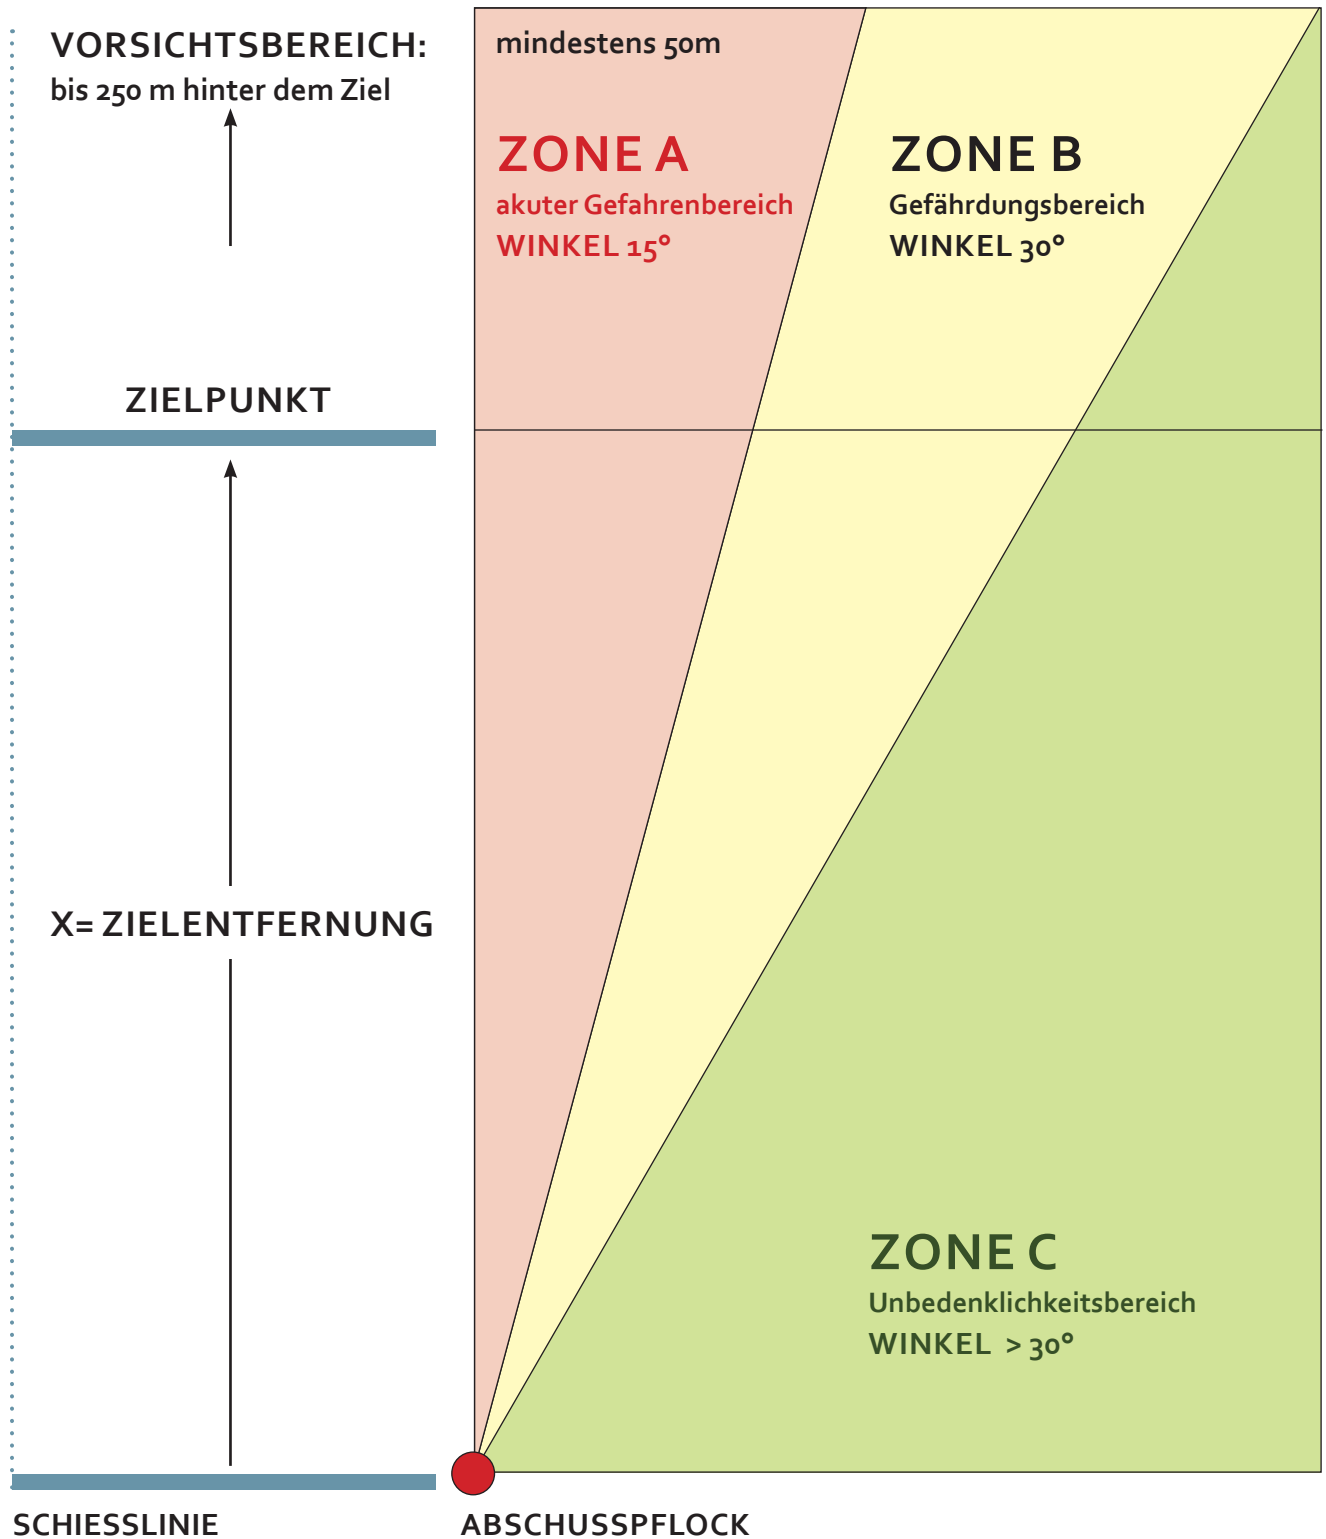 VORSICHTSBEREICH:
bis 250 m hinter dem Ziel
mindestens 50m
ZONE A
akuter Gefahrenbereich
WINKEL 15°
ZONE B
Gefährdungsbereich
WINKEL 30°
ZIELPUNKT
X= ZIELENTFERNUNG
ZONE C
Unbedenklichkeitsbereich
WINKEL > 30°
SCHIESSLINIE
ABSCHUSSPFLOCK